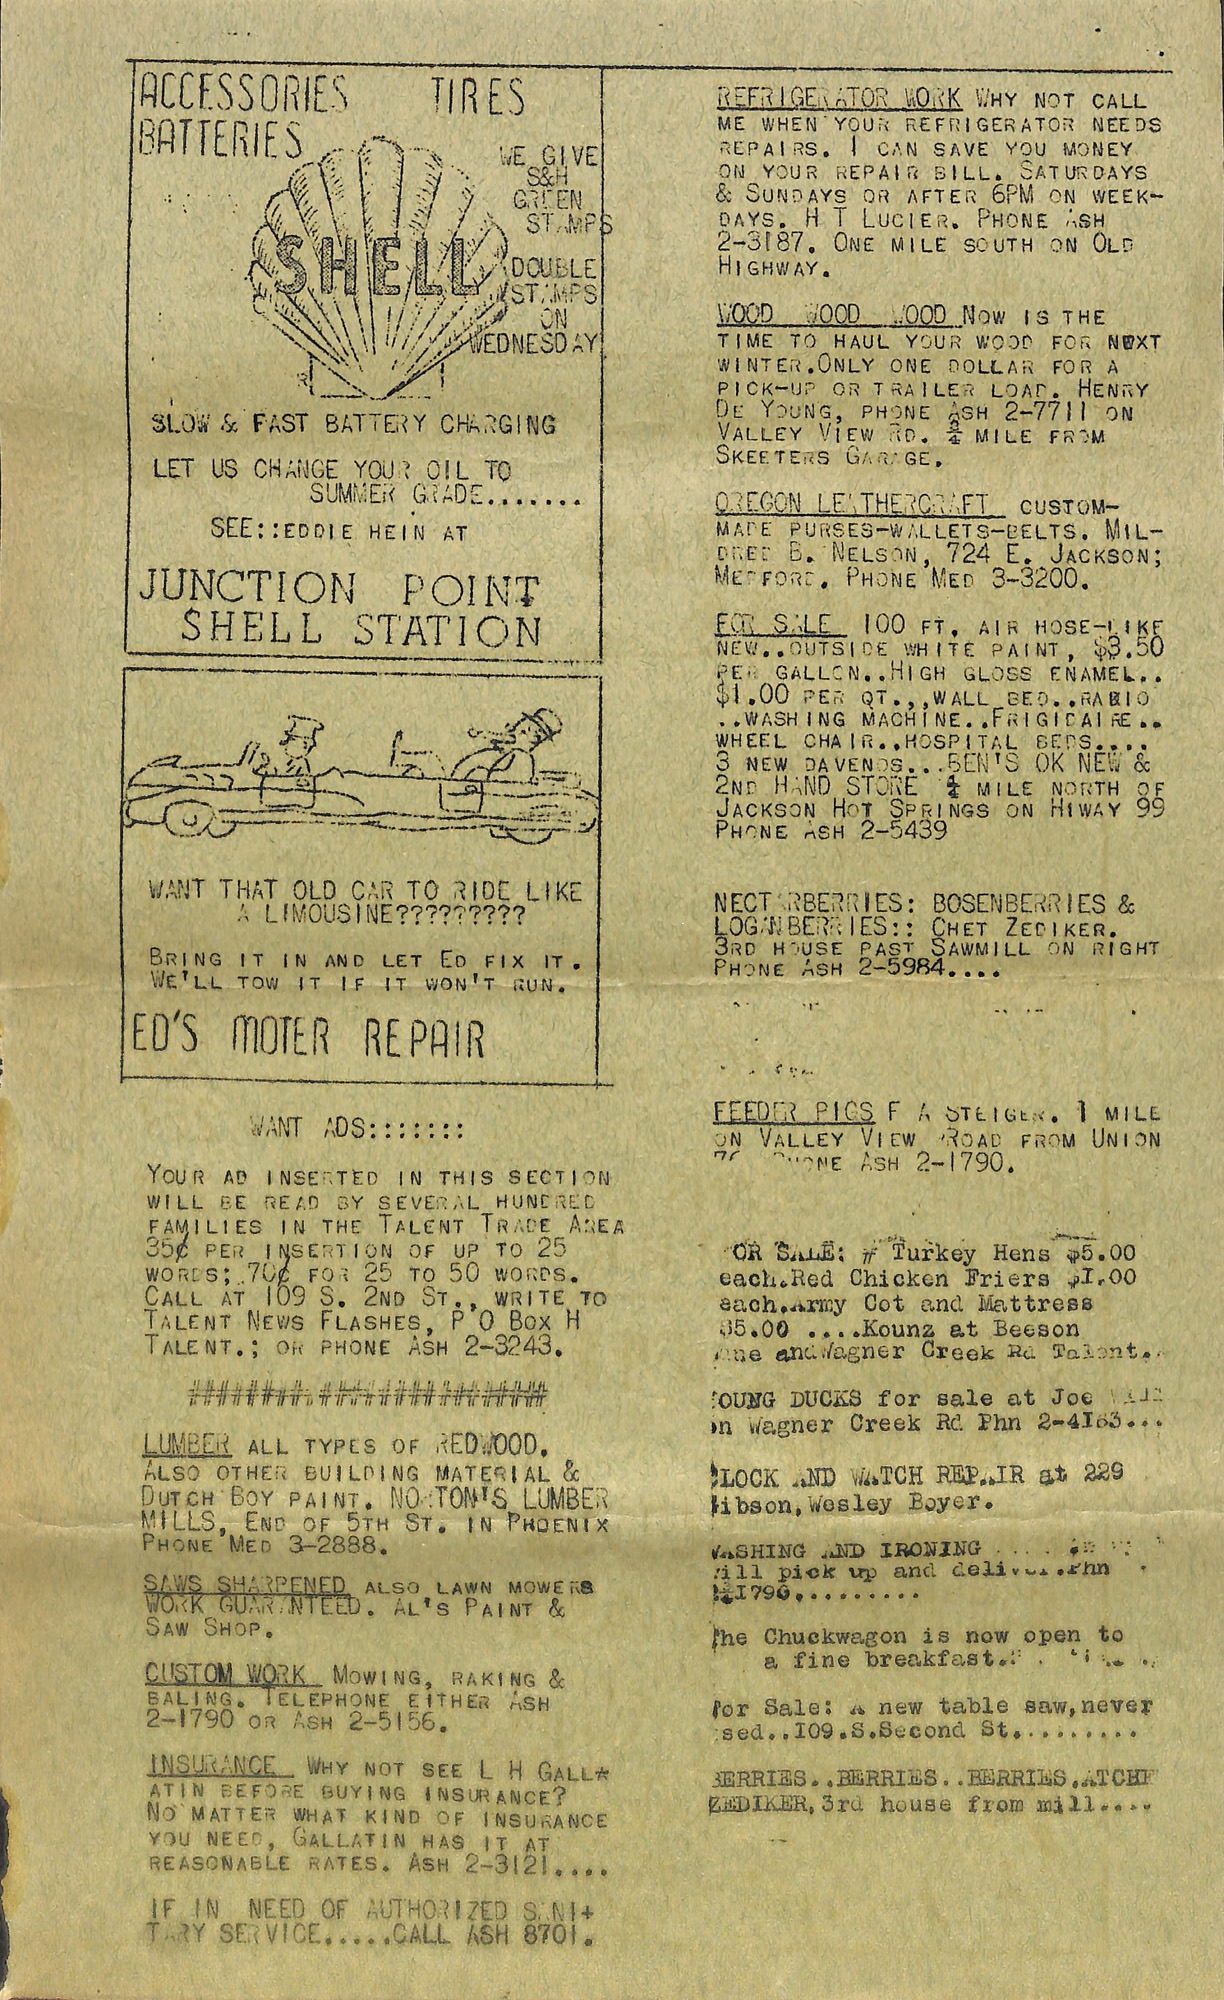 ACCESSORIES TIRES
BATTERIES
WE GIVE
S&H
GREEN
STAMPS
SHELL
DOUBLE
STAMPS
ON
WEDNESDAY
SLOW & FAST BATTERY CHARGING
LET US CHANGE YOUR OIL TO
SUMMER GRADE.......
SEE::EDDIE HEIN AT
JUNCTION POINT
SHELL STATION
WANT THAT OLD CAR TO RIDE LIKE
A LIMOUSINE?????????
BRING IT IN AND LET ED FIX IT.
WE'LL TOW IT IF IT WON'T RUN.
ED'S MOTER REPAIR
WANT ADS:::::::
YOUR AD INSERTED IN THIS SECTION
WILL BE READ BY SEVERAL HUNDRED
FAMILIES IN THE TALENT TRADE AREA
35¢ PER INSERTION OF UP TO 25
WORDS; 70¢ FOR 25 TO 50 WORDS.
CALL AT 109 S. 2ND ST., WRITE TO
TALENT NEWS FLASHES, P O BOX H
TALENT.; OR PHONE ASH 2-3243.
########.################
LUMBER ALL TYPES OF REDWOOD.
ALSO OTHER BUILDING MATERIAL &
DUTCH BOY PAINT. NORTON'S LUMBER
MILLS, END OF 5TH ST. IN PHOENIX
PHONE MED 3-2888.
SAWS SHARPENED ALSO LAWN MOWERS
WORK GUARANTEED. AL'S PAINT &
SAW SHOP.
CUSTOM WORK MOWING, RAKING &
BALING. TELEPHONE EITHER ASH
2-1790 OR ASH 2-5156.
INSURANCE WHY NOT SEE L H GALL*
ATIN BEFORE BUYING INSURANCE?
NO MATTER WHAT KIND OF INSURANCE
YOU NEED, GALLATIN HAS IT AT
REASONABLE RATES. ASH 2-3121....
IF IN NEED OF AUTHORIZED SANI+
TARY SERVICE.....CALL ASH 8701.
REFRIGERATOR WORK WHY NOT CALL
ME WHEN YOUR REFRIGERATOR NEEDS
REPAIRS. I CAN SAVE YOU MONEY
ON YOUR REPAIR BILL. SATURDAYS
& SUNDAYS OR AFTER 6PM ON WEEK-
DAYS. H T LUCIER. PHONE ASH
2-3187. ONE MILE SOUTH ON OLD
HIGHWAY.
WOOD WOOD WOOD NOW IS THE
TIME TO HAUL YOUR WOOD FOR NEXT
WINTER.ONLY ONE DOLLAR FOR A
PICK-UP OR TRAILER LOAD. HENRY
DE YOUNG, PHONE ASH 2-7711 ON
VALLEY VIEW RD. MILE FROM
SKEETERS GARAGE.
OREGON LEATHERCRAFT CUSTOM-
MADE PURSES-WALLETS-BELTS. MIL-
DRED B. NELSON, 724 E. JACKSON;
MEDFORD. PHONE MED 3-3200.
FOR SALE 100 FT. AIR HOSE-LIKE
NEW..OUTSIDE WHITE PAINT, $3.50
PER GALLON..HIGH GLOSS ENAMEL..
$1.00 PER QT...WALL BED..RADIO
..WASHING MACHINE..FRIGIDAIRE..
WHEEL CHAIR..HOSPITAL BEDS....
3 NEW DAVENOS...BEN'S OK NEW &
2ND HAND STORE MILE NORTH OF
JACKSON HOT SPRINGS ON HIWAY 99
PHONE ASH 2-5439
NECTARBERRIES: BOSENBERRIES &
LOGANBERRIES:: CHET ZEDIKER.
3RD HOUSE PAST SAWMILL ON RIGHT
PHONE ASH 2-5984....
FEEDER PIGS F A STEIGER. 1 MILE
ON VALLEY VIEW ROAD FROM UNION
76 PHONE ASH 2-1790.
OR SALE: # Turkey Hens $5.00
each.Red Chicken Friers $I.00
each.Army Cot and Mattress
$5.00 ....Kounz at Beeson
and Wagner Creek Rd Talent..
OUNG DUCKS for sale at Joe
on Wagner Creek Rd Phn 2-4I63...
CLOCK AND WATCH REPAIR at 229
Gibson,Wesley Boyer.
WASHING AND IRONING
Will pick up and deliver.Phn
I790.........
The Chuckwagon is now open to
a fine breakfast.
for Sale: A new table saw,never
sed..I09.S.Second St.........
BERRIES..BERRIES..BERRIES.
ZEDIKER,3rd house from mill....